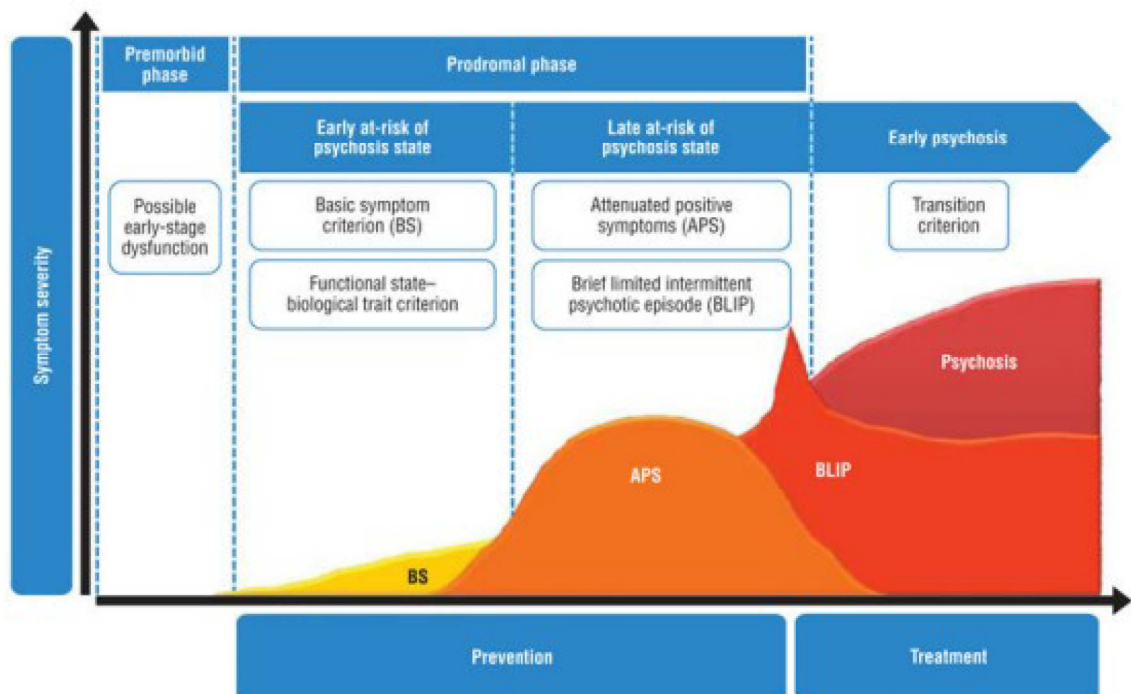 Premorbid
phase
Prodromal phase
Early at-risk of
psychosis state
Late at-risk of
psychosis state
Early psychosis
Possible
early-stage
dysfunction
Basic symptom
criterion (BS)
Attenuated positive
symptoms (APS)
Transition
criterion
Functional state–
biological trait criterion
Brief limited intermittent
psychotic episode (BLIP)
Symptom severity
Psychosis
APS
BLIP
BS
Prevention
Treatment